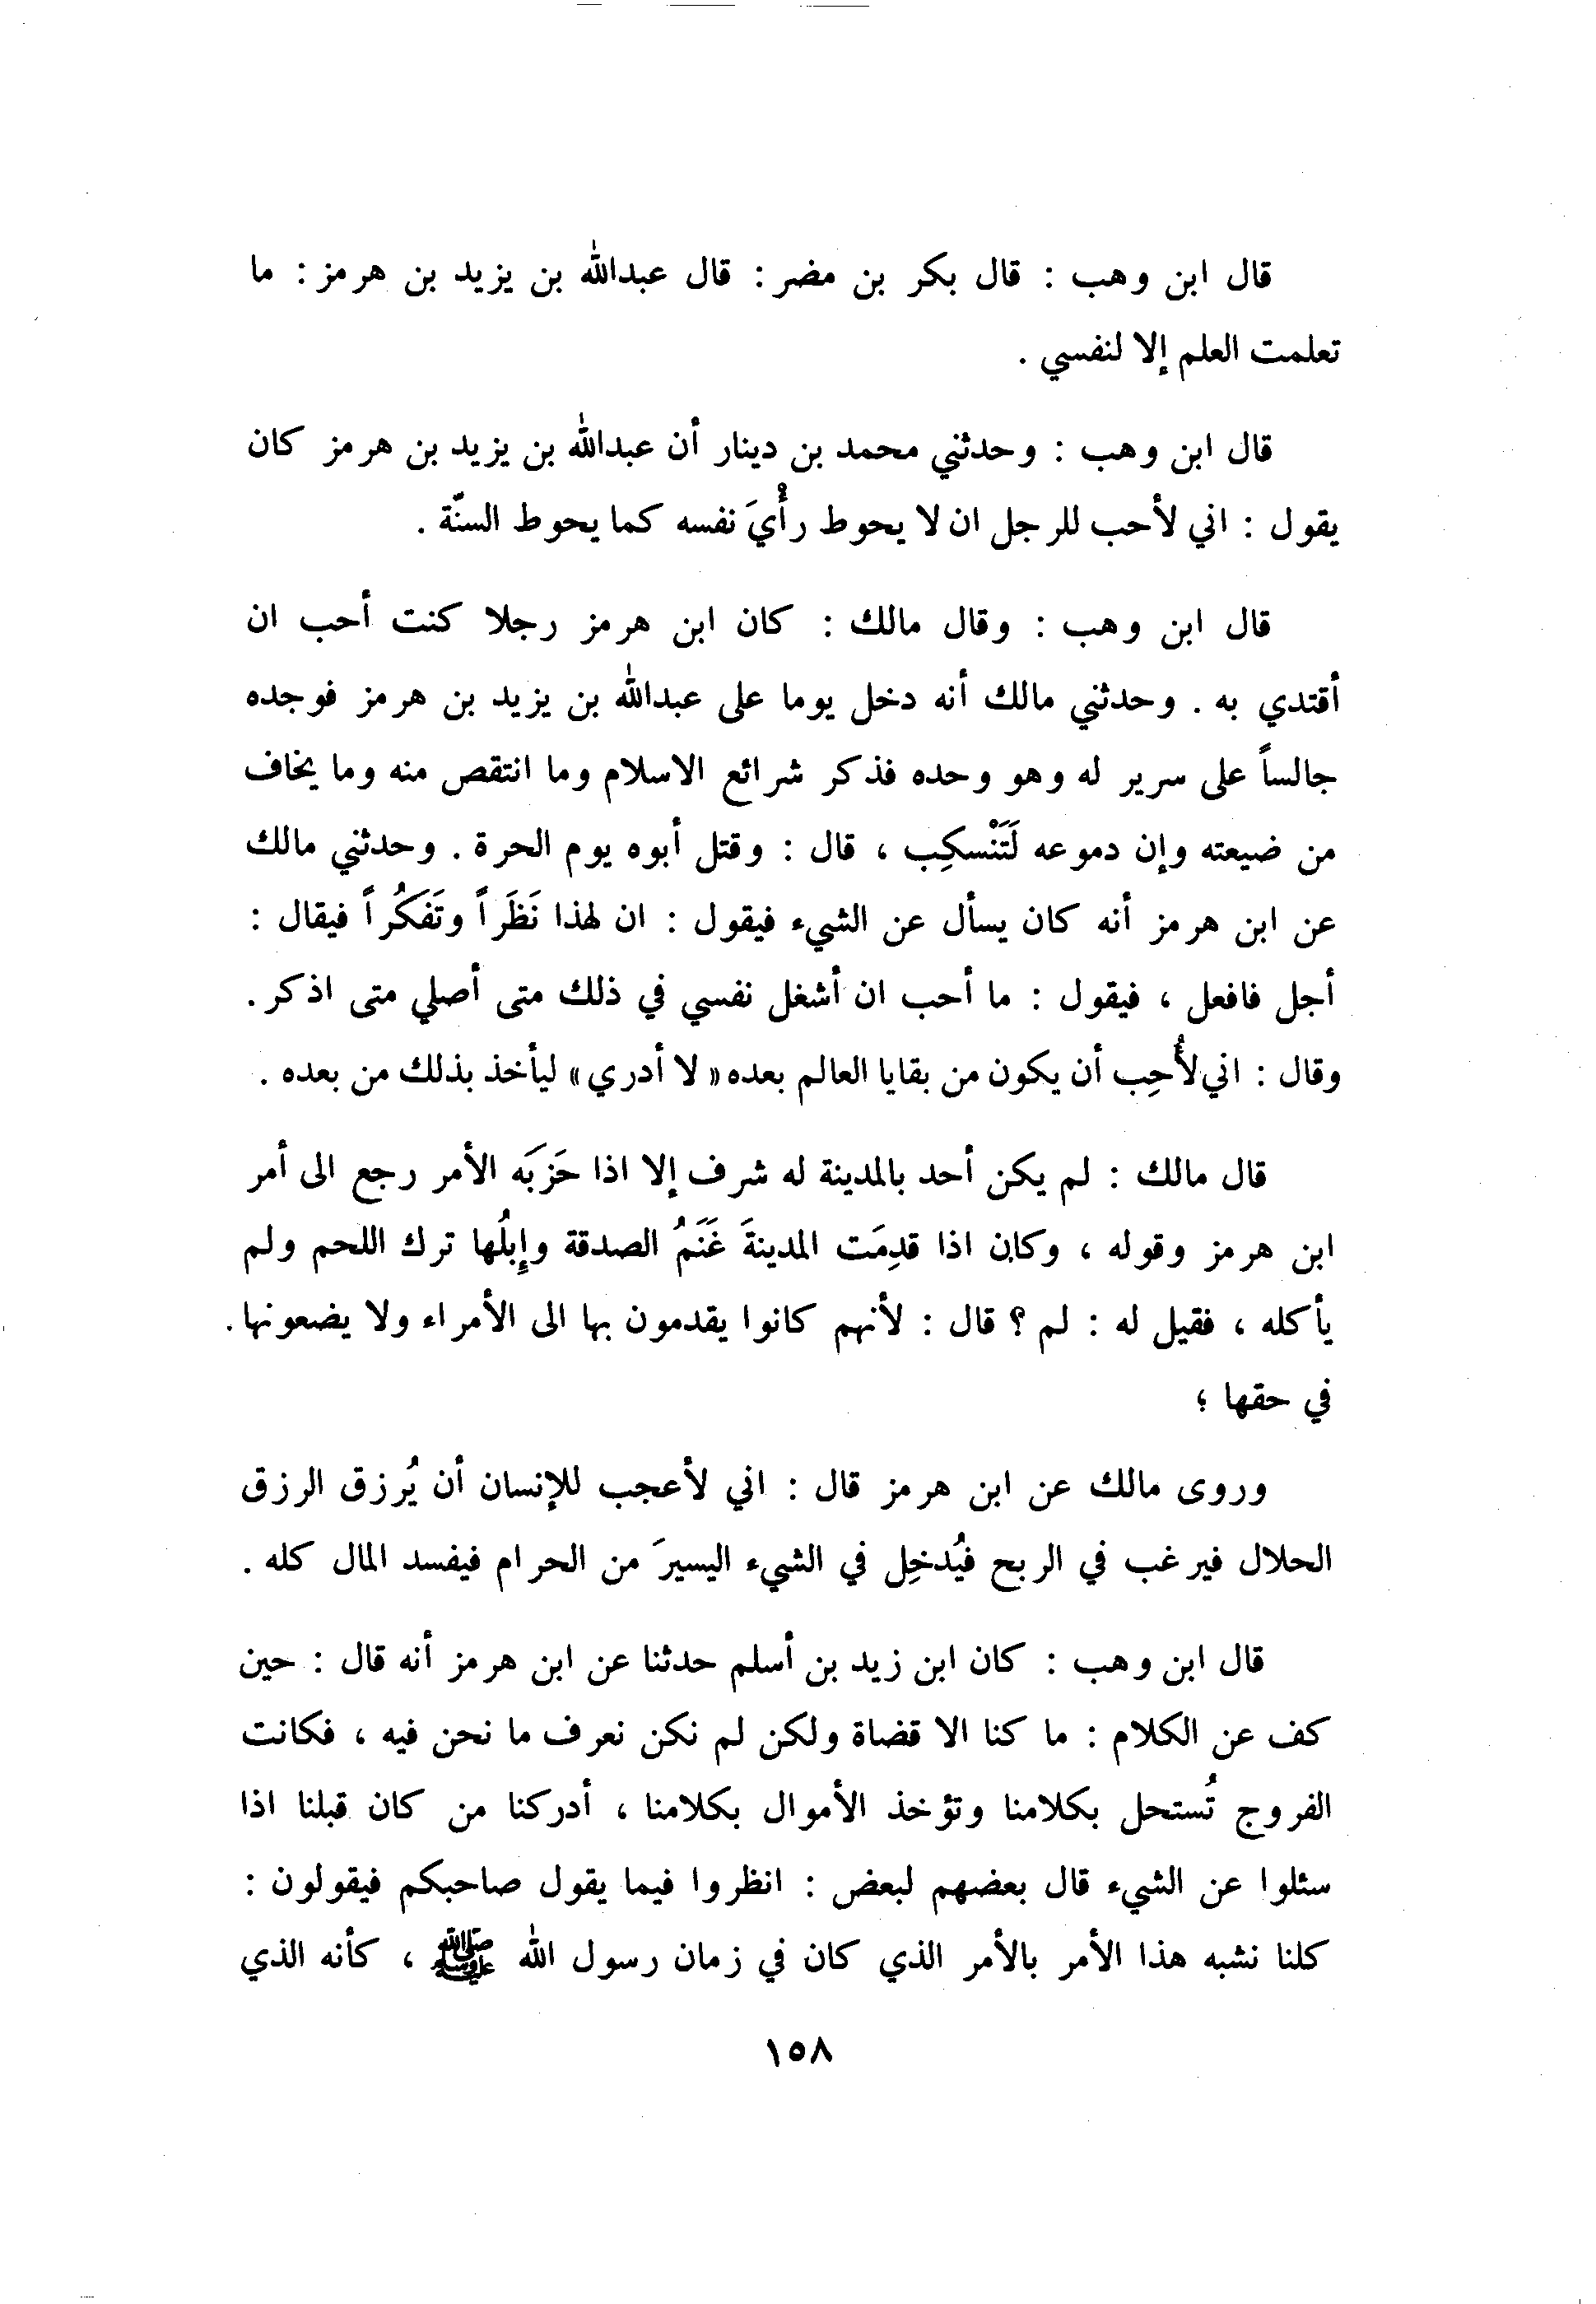 قال ابن وهب : قال بكر بن مضر : قال عبدالله بن يزيد بن هرمز : ما
تعلمت العلم إلا لنفسي .
قال ابن وهب : وحدثني محمد بن دينار أن عبدالله بن يزيد بن هرمز كان
يقول : اني لأحب للرجل ان لا يحوط رأْيَ نفسه كما يحوط السنّة .
قال ابن وهب : وقال مالك : كان ابن هرمز رجلا كنت أحب ان
أقتدي به . وحدثني مالك أنه دخل يوما على عبدالله بن يزيد بن هرمز فوجده
جالساً على سرير له وهو وحده فذكر شرائع الاسلام وما انتقص منه وما يخاف
من ضيعته وإن دموعه لَتَنْسكِب ، قال : وقتل أبوه يوم الحرة . وحدثني مالك
عن ابن هرمز أنه كان يسأل عن الشيء فيقول : ان لهذا نَظَراً وتَفَكُراً فيقال :
أجل فافعل ، فيقول : ما أحب ان أشغل نفسي في ذلك متى أصلي متى اذكر .
وقال : اني لأُحِب أن يكون من بقايا العالم بعده « لا أدري » ليأخذ بذلك من بعده .
قال مالك : لم يكن أحد بالمدينة له شرف إلا اذا حَزبَه الأمر رجع الى أمر
ابن هرمز وقوله ، وكان اذا قدِمَت المدينةَ غَنَمُ الصدقة وإبلُها ترك اللحم ولم
يأكله ، فقيل له : لم ؟ قال : لأنهم كانوا يقدمون بها الى الأمراء ولا يضعونها .
في حقها ؛
وروى مالك عن ابن هرمز قال : اني لأعجب للإنسان أن يُرزق الرزق
الحلال فيرغب في الربح فيُدخِل في الشيء اليسيرَ من الحرام فيفسد المال كله .
قال ابن وهب : كان ابن زيد بن أسلم حدثنا عن ابن هرمز أنه قال : حين
كف عن الكلام : ما كنا الا قضاة ولكن لم نكن نعرف ما نحن فيه ، فكانت
الفروج تُستحل بكلامنا وتؤخذ الأموال بكلامنا ، أدركنا من كان قبلنا اذا
سئلوا عن الشيء قال بعضهم لبعض : انظروا فيما يقول صاحبكم فيقولون :
كلنا نشبه هذا الأمر بالأمر الذي كان في زمان رسول الله ﷺ ، كأنه الذي
١٥٨